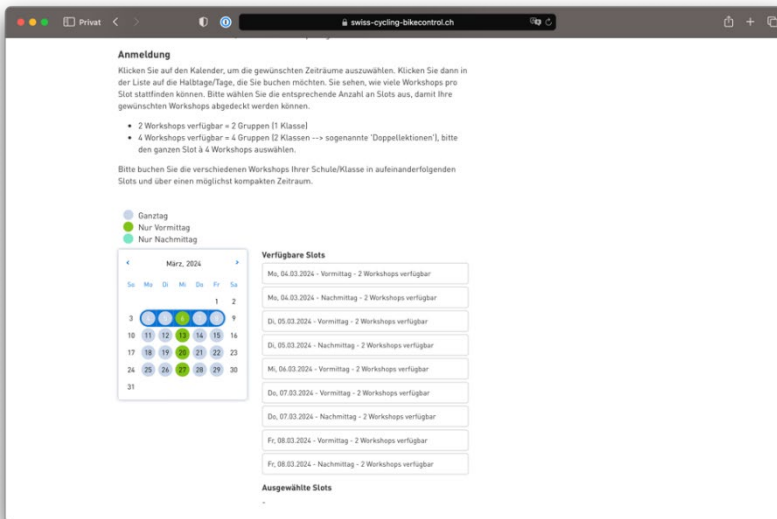 Privat
swiss-cycling-bikecontrol.ch
Anmeldung
Klicken Sie auf den Kalender, um die gewünschten Zeiträume auszuwählen. Klicken Sie dann in
der Liste auf die Halbtage/Tage, die Sie buchen möchten. Sie sehen, wie viele Workshops pro
Slot stattfinden können. Bitte wählen Sie die entsprechende Anzahl an Slots aus, damit Ihre
gewünschten Workshops abgedeckt werden können.
• 2 Workshops verfügbar = 2 Gruppen (1 Klasse)
• 4 Workshops verfügbar = 4 Gruppen (2 Klassen --> sogenannte 'Doppellektionen'), bitte
den ganzen Slot à 4 Workshops auswählen.
Bitte buchen Sie die verschiedenen Workshops Ihrer Schule/Klasse in aufeinanderfolgenden
Slots und über einen möglichst kompakten Zeitraum.
Ganztag
Nur Vormittag
Nur Nachmittag
März, 2024
So Mo Di Mi Do Fr Sa
1 2
3 4 5 6 7 8 9
10 11 12 13 14 15 16
17 18 19 20 21 22 23
24 25 26 27 28 29 30
31
Verfügbare Slots
Mo, 04.03.2024 - Vormittag - 2 Workshops verfügbar
Mo, 04.03.2024 - Nachmittag - 2 Workshops verfügbar
Di, 05.03.2024 - Vormittag - 2 Workshops verfügbar
Di, 05.03.2024 - Nachmittag - 2 Workshops verfügbar
Mi, 06.03.2024 - Vormittag - 2 Workshops verfügbar
Do, 07.03.2024 - Vormittag - 2 Workshops verfügbar
Do, 07.03.2024 - Nachmittag - 2 Workshops verfügbar
Fr, 08.03.2024 - Vormittag - 2 Workshops verfügbar
Fr, 08.03.2024 - Nachmittag - 2 Workshops verfügbar
Ausgewählte Slots
-